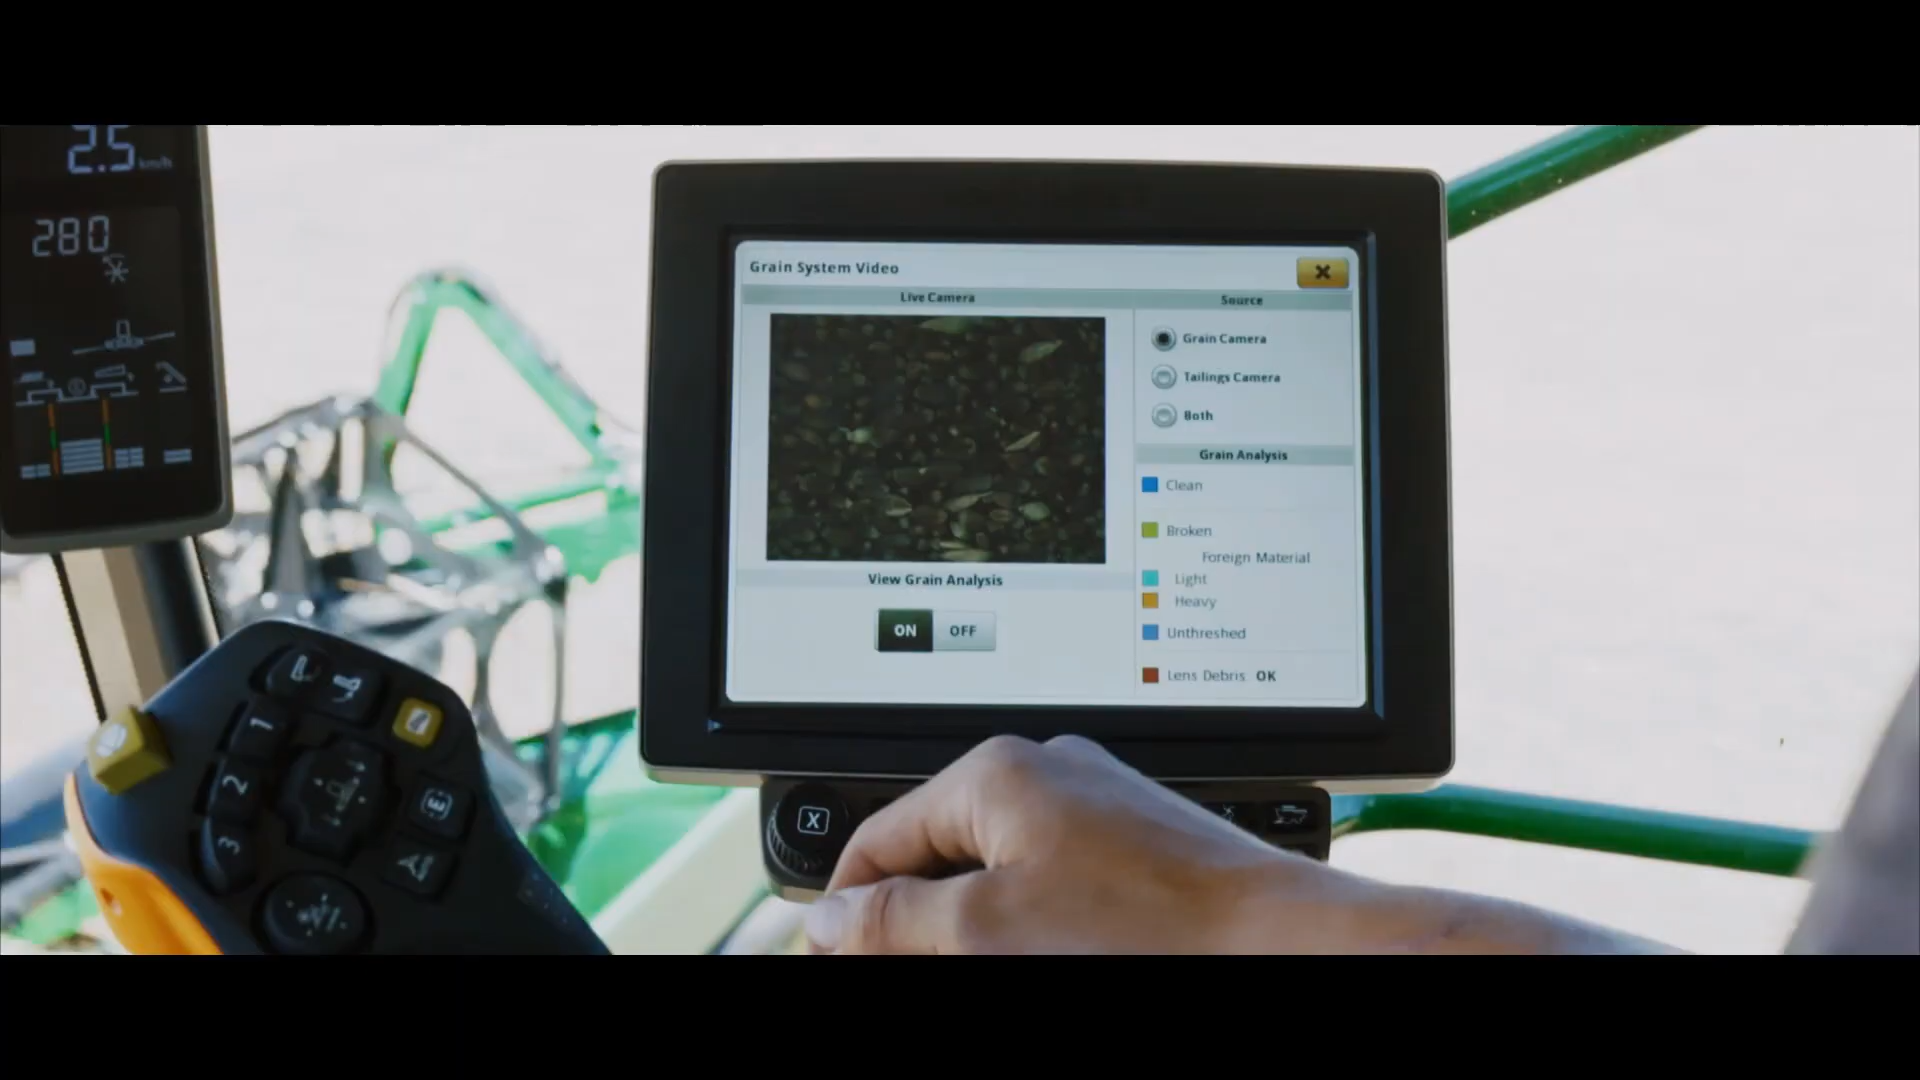 2.5 km/h
280
Grain System Video
Live Camera
Source
Grain Camera
Tailings Camera
Both
Grain Analysis
Clean
Broken
Foreign Material
Light
Heavy
Unthreshed
Lens Debris OK
View Grain Analysis
ON OFF
1
2
3
X